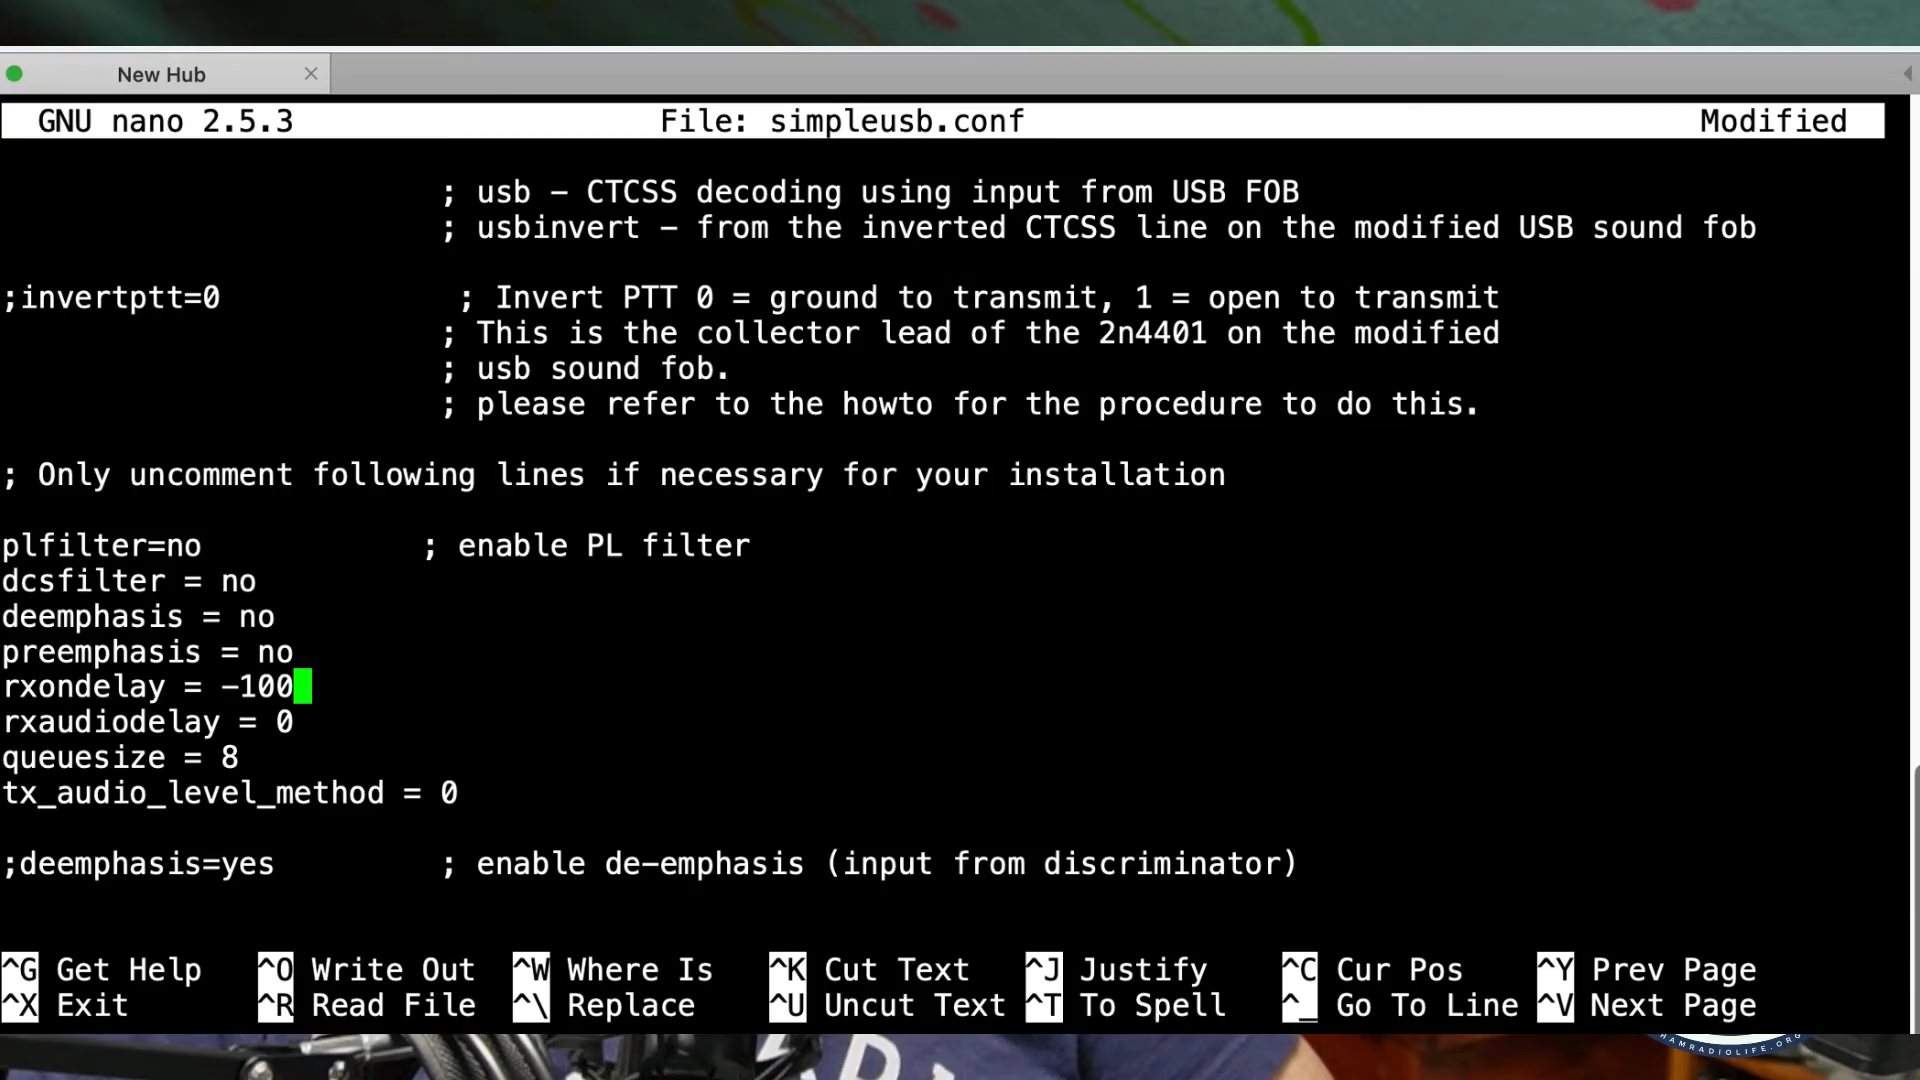 New Hub
GNU nano 2.5.3 File: simpleusb.conf Modified
; usb – CTCSS decoding using input from USB FOB
; usbinvert – from the inverted CTCSS line on the modified USB sound fob
;invertptt=0 ; Invert PTT 0 = ground to transmit, 1 = open to transmit
; This is the collector lead of the 2n4401 on the modified
; usb sound fob.
; please refer to the howto for the procedure to do this.
; Only uncomment following lines if necessary for your installation
plfilter=no ; enable PL filter
dcsfilter = no
deemphasis = no
preemphasis = no
rxondelay = –100
rxaudiodelay = 0
queuesize = 8
tx_audio_level_method = 0
;deemphasis=yes ; enable de–emphasis (input from discriminator)
^G Get Help ^O Write Out ^W Where Is ^K Cut Text ^J Justify ^C Cur Pos ^Y Prev Page
^X Exit ^R Read File ^\ Replace ^U Uncut Text ^T To Spell ^_ Go To Line ^V Next Page
HAMRADIOLIFE.ORG